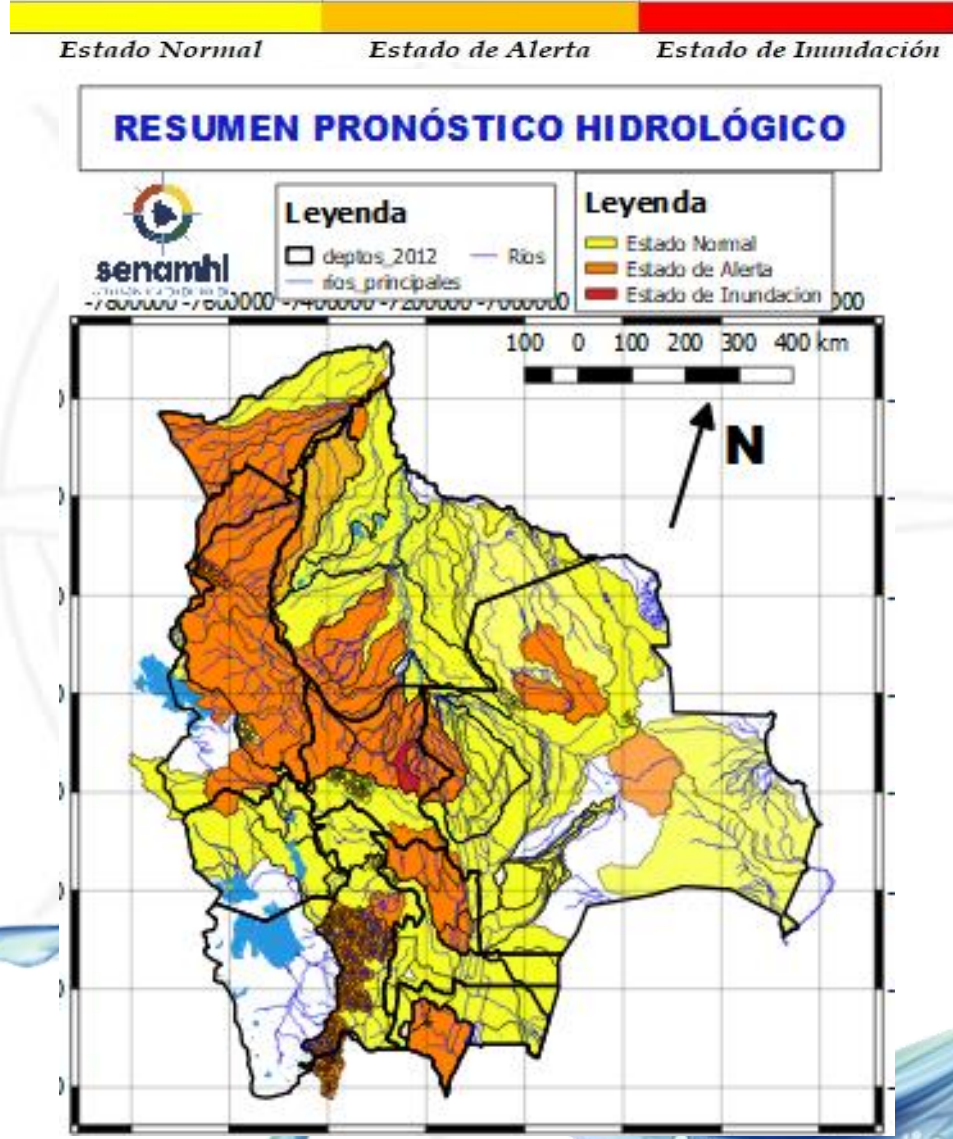 Estado Normal Estado de Alerta Estado de Inundación
RESUMEN PRONÓSTICO HIDROLÓGICO
senamhi
Leyenda
deptos_2012 Rios
rios_principales
Leyenda
Estado Normal
Estado de Alerta
Estado de Inundacion
-7800000 -7600000 -7400000 -7200000 -7000000 000
100 0 100 200 300 400 km
N